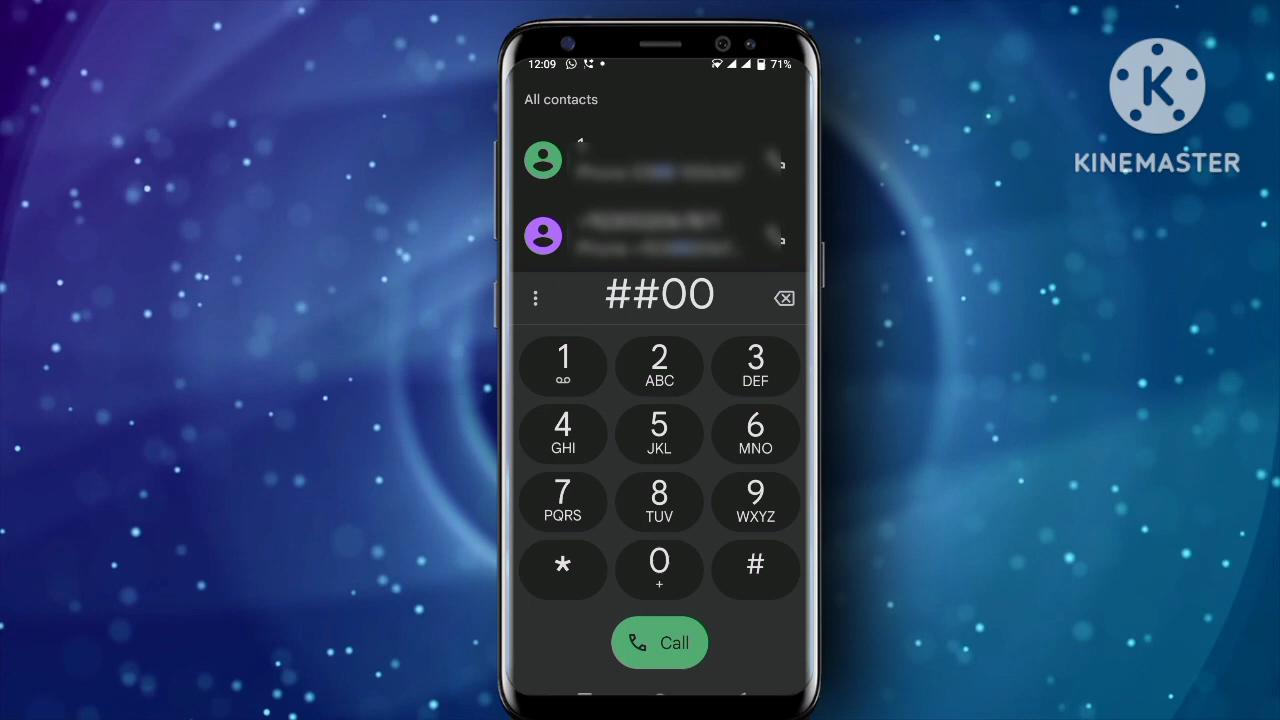 12:09
71%
KINEMASTER
All contacts
##00
1
2
ABC
3
DEF
4
GHI
5
JKL
6
MNO
7
PQRS
8
TUV
9
WXYZ
*
0
+
#
Call